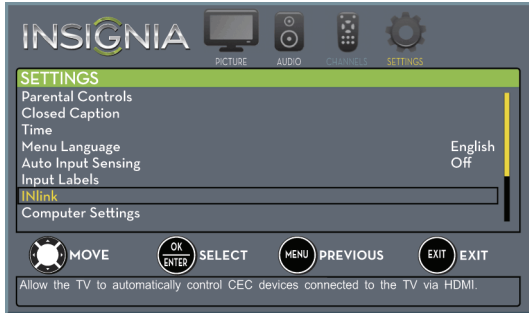 INSIGNIA
PICTURE AUDIO CHANNELS SETTINGS
SETTINGS
Parental Controls
Closed Caption
Time
Menu Language English
Auto Input Sensing Off
Input Labels
INlink
Computer Settings
MOVE OK ENTER SELECT MENU PREVIOUS EXIT EXIT
Allow the TV to automatically control CEC devices connected to the TV via HDMI.